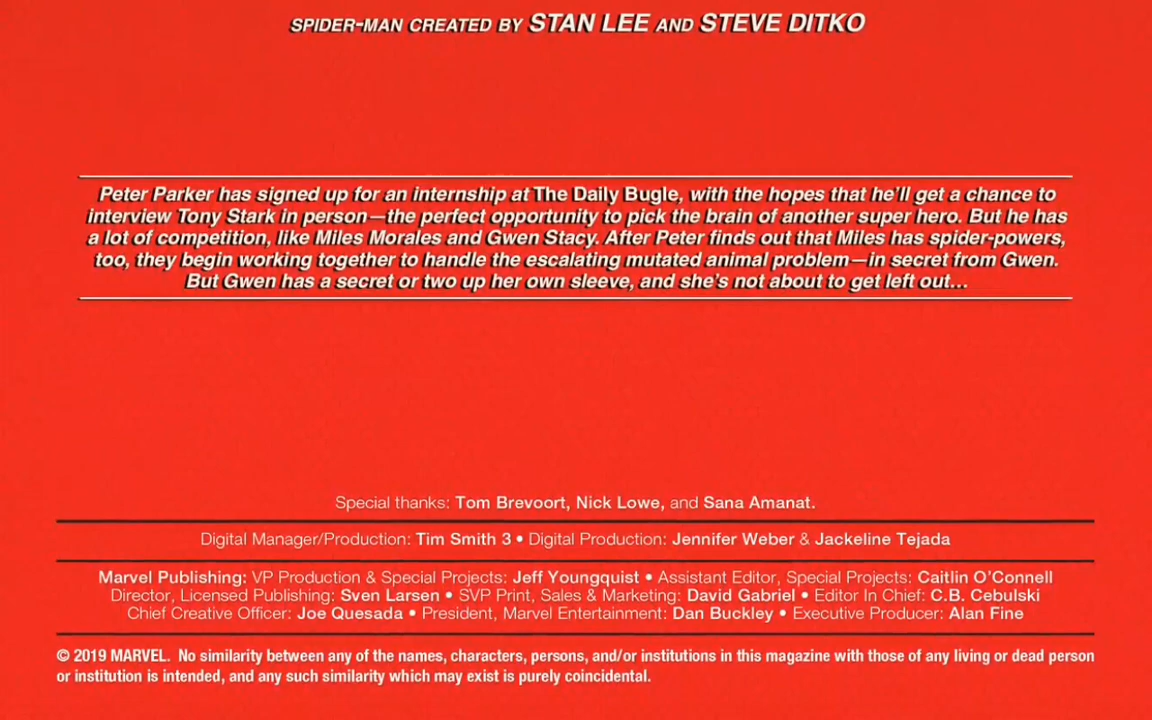 SPIDER-MAN CREATED BY STAN LEE AND STEVE DITKO
Peter Parker has signed up for an internship at The Daily Bugle, with the hopes that he'll get a chance to
interview Tony Stark in person—the perfect opportunity to pick the brain of another super hero. But he has
a lot of competition, like Miles Morales and Gwen Stacy. After Peter finds out that Miles has spider-powers,
too, they begin working together to handle the escalating mutated animal problem—in secret from Gwen.
But Gwen has a secret or two up her own sleeve, and she's not about to get left out...
Special thanks: Tom Brevoort, Nick Lowe, and Sana Amanat.
Digital Manager/Production: Tim Smith 3 • Digital Production: Jennifer Weber & Jackeline Tejada
Marvel Publishing: VP Production & Special Projects: Jeff Youngquist • Assistant Editor, Special Projects: Caitlin O'Connell
Director, Licensed Publishing: Sven Larsen • SVP Print, Sales & Marketing: David Gabriel • Editor In Chief: C.B. Cebulski
Chief Creative Officer: Joe Quesada • President, Marvel Entertainment: Dan Buckley • Executive Producer: Alan Fine
© 2019 MARVEL. No similarity between any of the names, characters, persons, and/or institutions in this magazine with those of any living or dead person
or institution is intended, and any such similarity which may exist is purely coincidental.